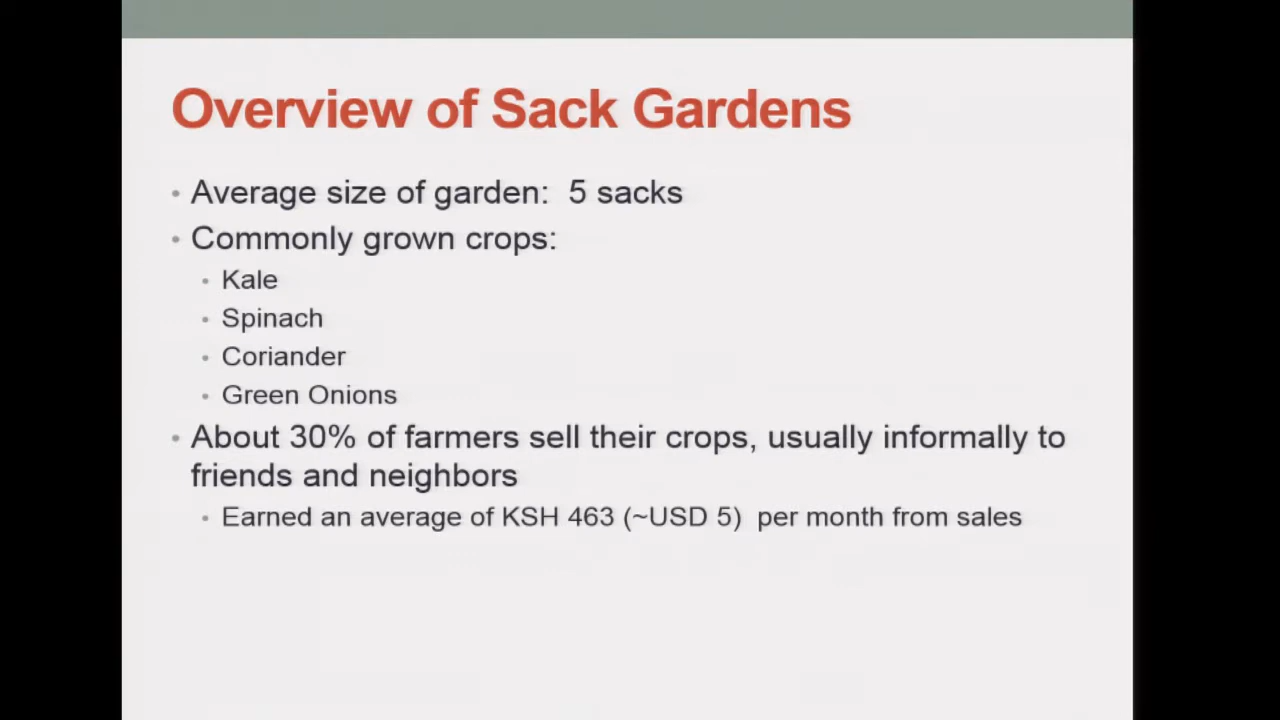 Overview of Sack Gardens
• Average size of garden: 5 sacks
• Commonly grown crops:
• Kale
• Spinach
• Coriander
• Green Onions
• About 30% of farmers sell their crops, usually informally to
friends and neighbors
• Earned an average of KSH 463 (~USD 5) per month from sales